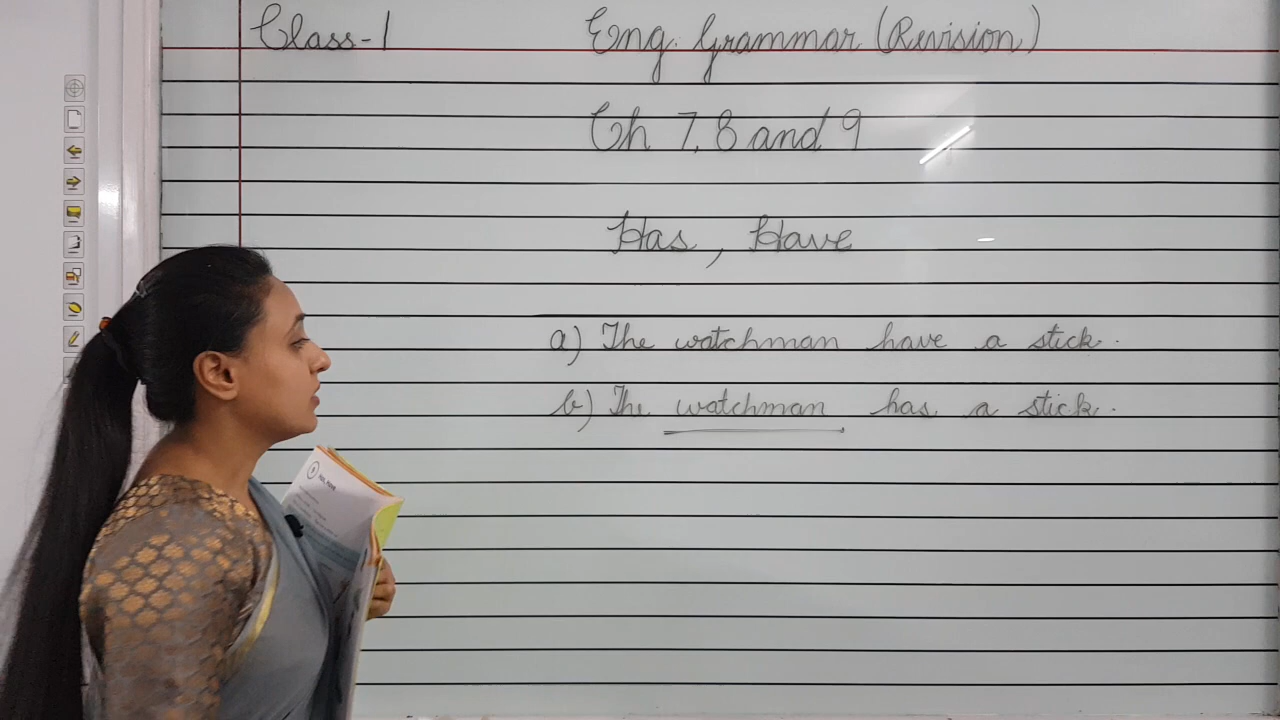 Class-1 Eng. Grammar (Revision)
Ch 7, 8 and 9
Has, Have
a) The watchman have a stick.
b) The watchman has a stick.